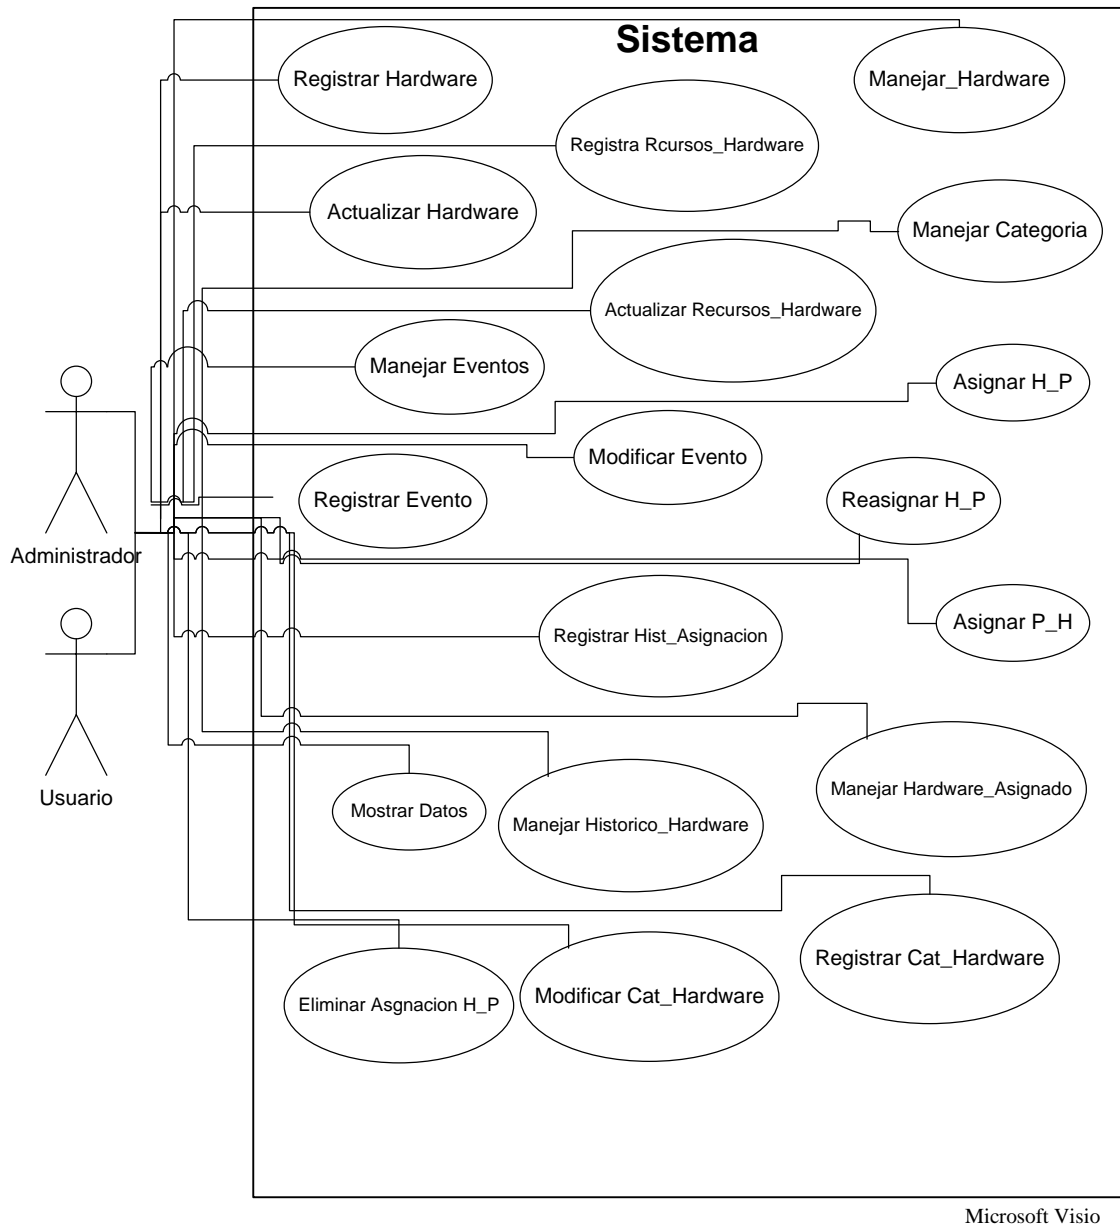 Sistema
Registrar Hardware
Manejar_Hardware
Registra Rcursos_Hardware
Actualizar Hardware
Manejar Categoria
Actualizar Recursos_Hardware
Manejar Eventos
Asignar H_P
Modificar Evento
Registrar Evento
Reasignar H_P
Administrador
Asignar P_H
Registrar Hist_Asignacion
Usuario
Manejar Hardware_Asignado
Mostrar Datos
Manejar Historico_Hardware
Registrar Cat_Hardware
Modificar Cat_Hardware
Eliminar Asgnacion H_P
Microsoft Visio